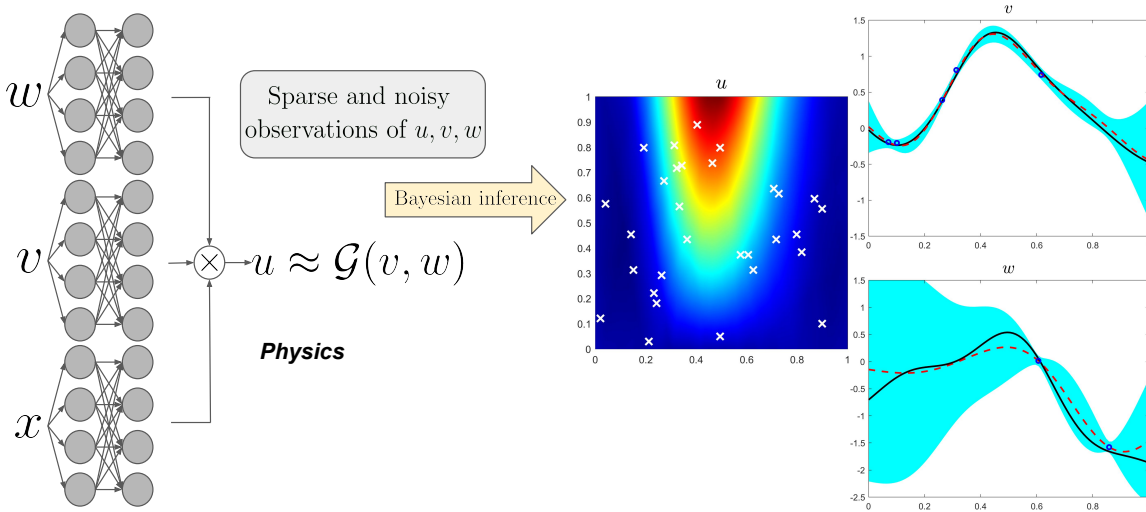 w
v
x
Sparse and noisy
observations of u, v, w
Bayesian inference
u ≈ 𝒢(v, w)
Physics
u
1
0.9
0.8
0.7
0.6
0.5
0.4
0.3
0.2
0.1
0
0 0.2 0.4 0.6 0.8 1
v
1.5
1
0.5
0
-0.5
-1
-1.5
0 0.2 0.4 0.6 0.8
w
1.5
1
0.5
0
-0.5
-1
-1.5
-2
-2.5
0 0.2 0.4 0.6 0.8